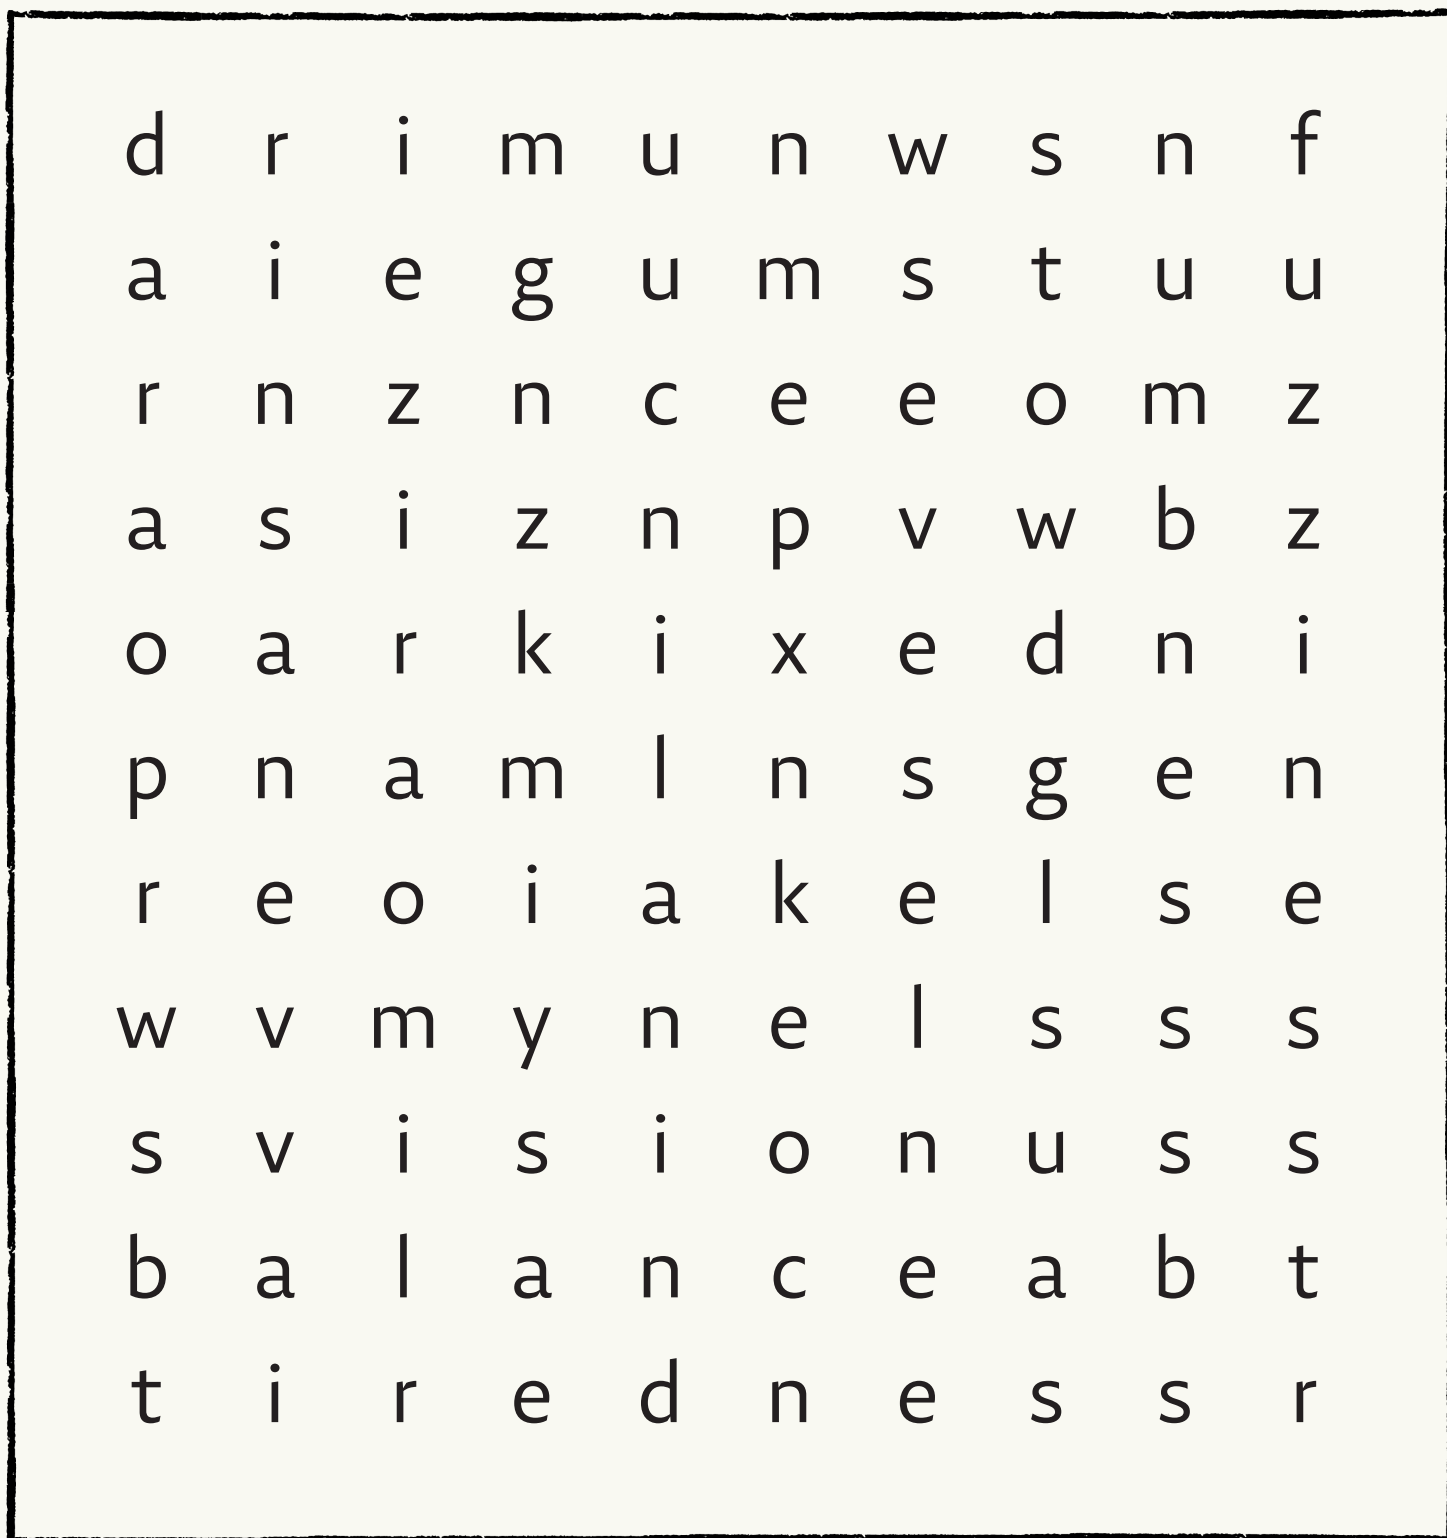 d r i m u n w s n f
a i e g u m s t u u
r n z n c e e o m z
a s i z n p v w b z
o a r k i x e d n i
p n a m l n s g e n
r e o i a k e l s e
w v m y n e l s s s
s v i s i o n u s s
b a l a n c e a b t
t i r e d n e s s r